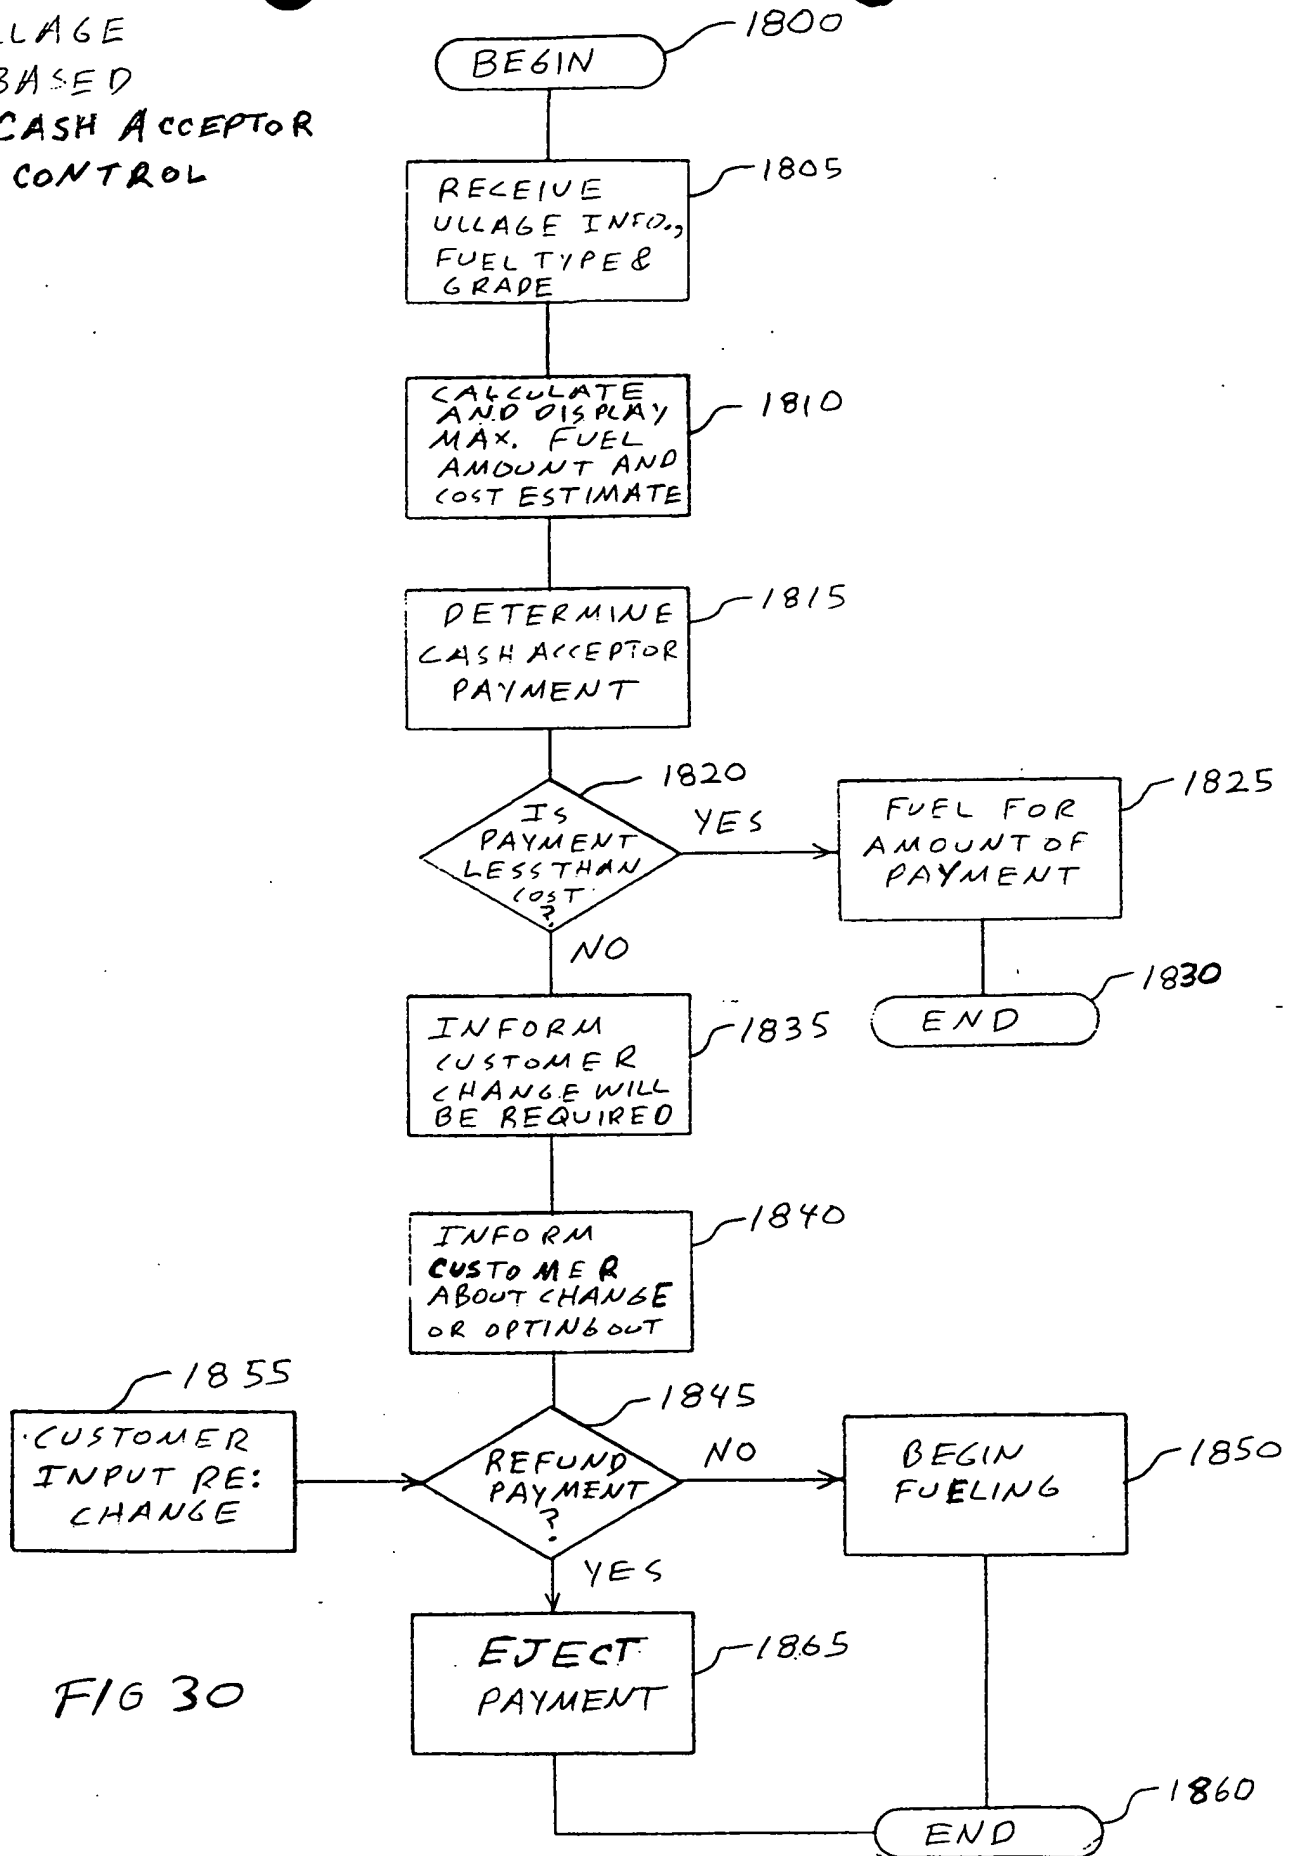 LLAGE
BASED
CASH ACCEPTOR
CONTROL
BEGIN
1800
RECEIVE
ULLAGE INFO.,
FUEL TYPE &
GRADE
1805
CALCULATE
AND DISPLAY
MAX. FUEL
AMOUNT AND
COST ESTIMATE
1810
DETERMINE
CASH ACCEPTOR
PAYMENT
1815
IS
PAYMENT
LESS THAN
COST
?
1820
YES
FUEL FOR
AMOUNT OF
PAYMENT
1825
END
1830
NO
INFORM
CUSTOMER
CHANGE WILL
BE REQUIRED
1835
INFORM
CUSTOMER
ABOUT CHANGE
OR OPTING OUT
1840
1855
CUSTOMER
INPUT RE:
CHANGE
REFUND
PAYMENT
?
1845
NO
BEGIN
FUELING
1850
YES
EJECT
PAYMENT
1865
END
1860
FIG 30